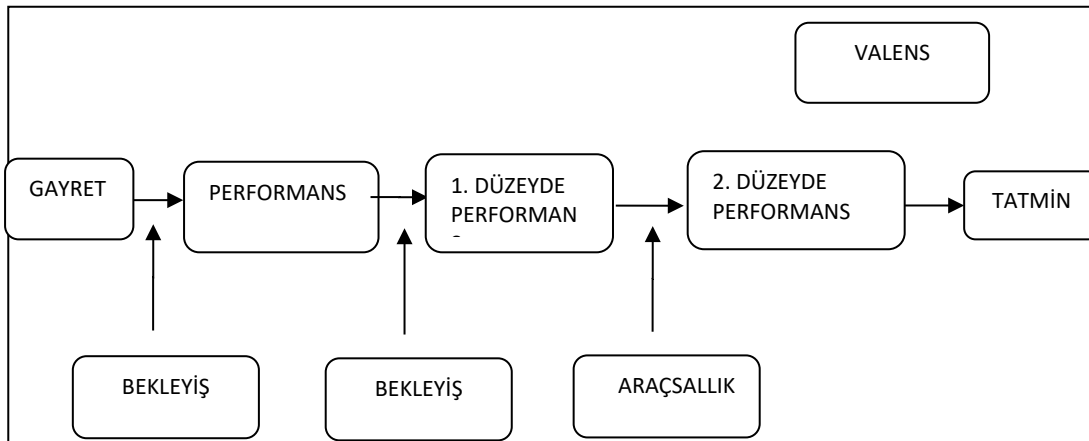 VALENS
GAYRET
PERFORMANS
1. DÜZEYDE
PERFORMAN
2. DÜZEYDE
PERFORMANS
TATMİN
BEKLEYİŞ
BEKLEYİŞ
ARAÇSALLIK